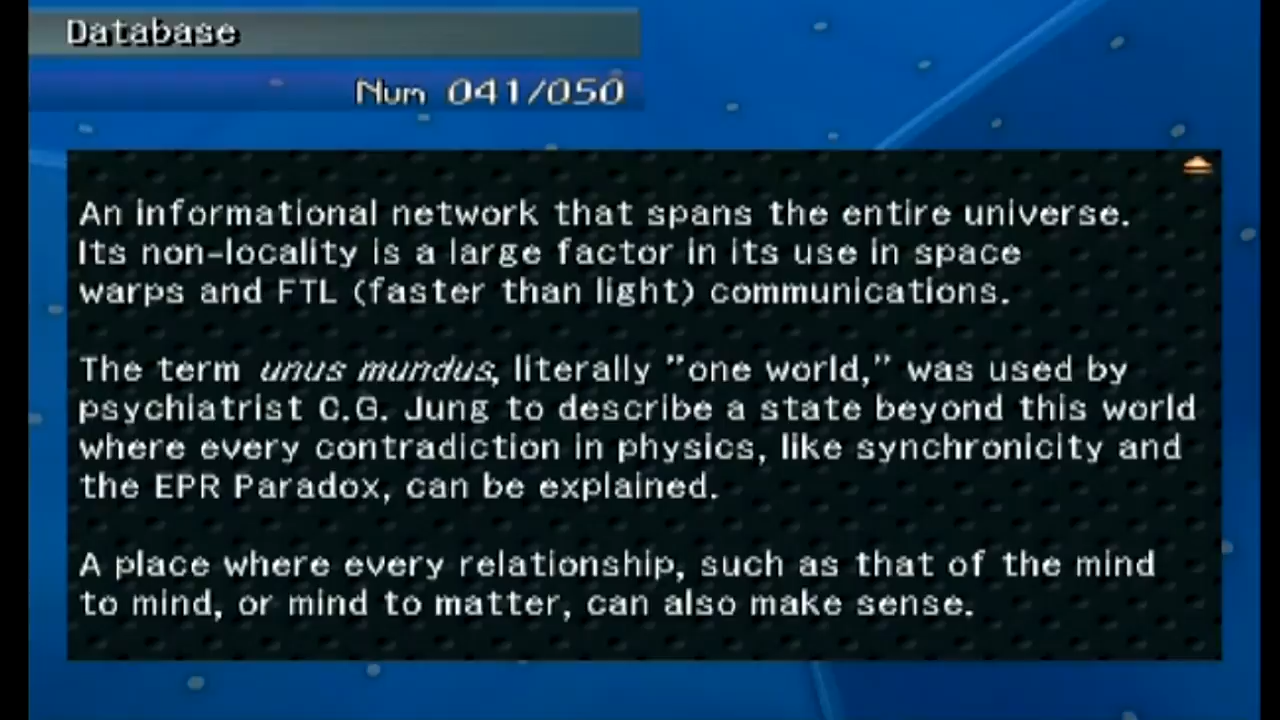 Database
Num 041/050
An informational network that spans the entire universe.
Its non-locality is a large factor in its use in space
warps and FTL (faster than light) communications.
The term unus mundus, literally "one world," was used by
psychiatrist C.G. Jung to describe a state beyond this world
where every contradiction in physics, like synchronicity and
the EPR Paradox, can be explained.
A place where every relationship, such as that of the mind
to mind, or mind to matter, can also make sense.